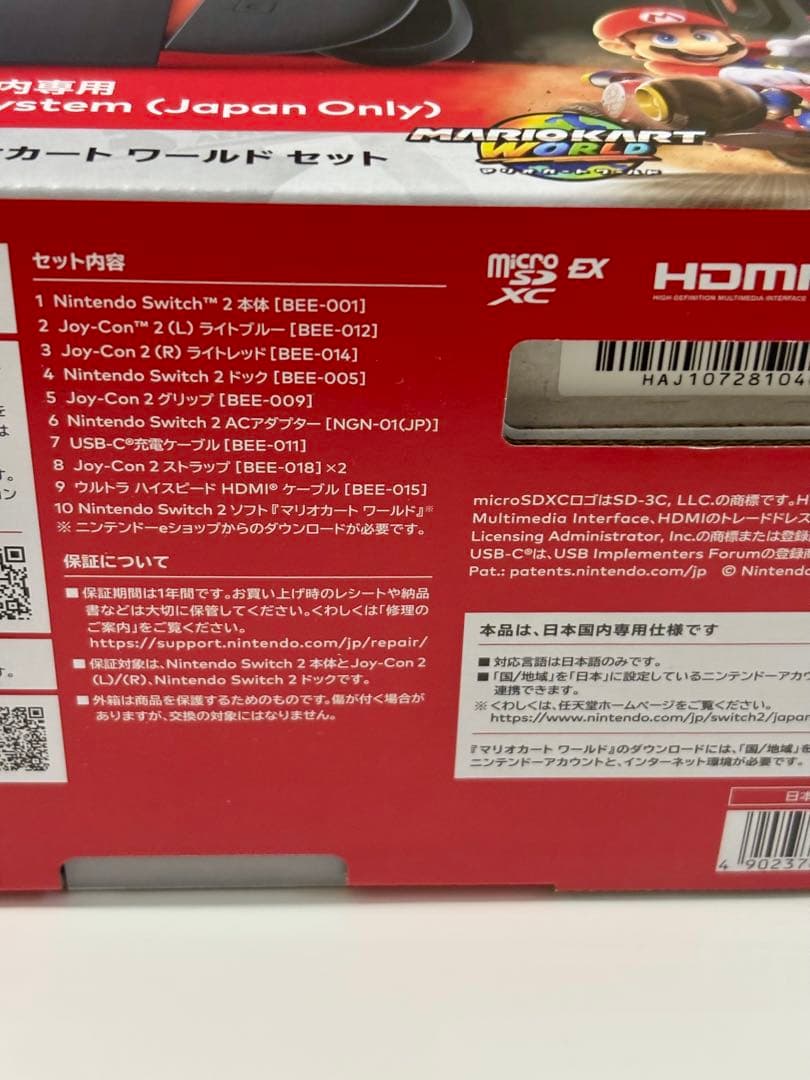 内専用
ystem (Japan Only)
カート ワールド セット
MARIOKART
WORLD
マリオカートワールド
セット内容
1 Nintendo Switch™ 2 本体 [BEE-001]
2 Joy-Con™ 2 (L) ライトブルー [BEE-012]
3 Joy-Con 2 (R) ライトレッド [BEE-014]
4 Nintendo Switch 2 ドック [BEE-005]
5 Joy-Con 2 グリップ [BEE-009]
6 Nintendo Switch 2 ACアダプター [NGN-01(JP)]
7 USB-C®充電ケーブル [BEE-011]
8 Joy-Con 2 ストラップ [BEE-018] ×2
9 ウルトラ ハイスピード HDMI® ケーブル [BEE-015]
10 Nintendo Switch 2 ソフト『マリオカート ワールド』※
※ ニンテンドーeショップからのダウンロードが必要です。
保証について
■ 保証期間は1年間です。お買い上げ時のレシートや納品
書などは大切に保管してください。くわしくは「修理の
ご案内」をご覧ください。
https://support.nintendo.com/jp/repair/
■ 保証対象は、Nintendo Switch 2 本体とJoy-Con 2
(L)/(R)、Nintendo Switch 2 ドックです。
■ 外箱は商品を保護するためのものです。傷が付く場合が
ありますが、交換の対象にはなりません。
を
は
す。
ン
す。
micro
SD
XC
EX
HDMI
HIGH-DEFINITION MULTIMEDIA INTERFACE
HAJ10728104
microSDXCロゴはSD-3C, LLC.の商標です。H
Multimedia Interface、HDMIのトレードドレス
Licensing Administrator, Inc.の商標または登録
USB-C®は、USB Implementers Forumの登録商
Pat.: patents.nintendo.com/jp © Nintendo
本品は、日本国内専用仕様です
■ 対応言語は日本語のみです。
■「国/地域」を「日本」に設定しているニンテンドーアカウ
連携できます。
※ くわしくは、任天堂ホームページをご覧ください。
https://www.nintendo.com/jp/switch2/japan
『マリオカート ワールド』のダウンロードには、「国/地域」を
ニンテンドーアカウントと、インターネット環境が必要です。
日本
4 90237